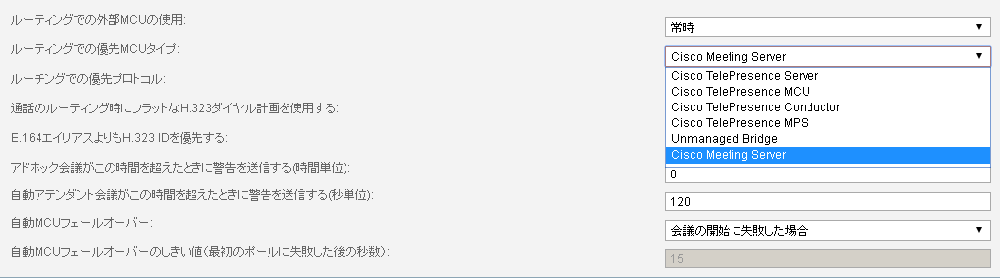 ルーティングでの外部MCUの使用:
常時
ルーティングでの優先MCUタイプ:
Cisco Meeting Server
ルーチングでの優先プロトコル:
Cisco TelePresence Server
Cisco TelePresence MCU
Cisco TelePresence Conductor
Cisco TelePresence MPS
Unmanaged Bridge
Cisco Meeting Server
通話のルーティング時にフラットなH.323ダイヤル計画を使用する:
E.164エイリアスよりもH.323 IDを優先する:
アドホック会議がこの時間を超えたときに警告を送信する(時間単位):
0
自動アテンダント会議がこの時間を超えたときに警告を送信する(秒単位):
120
自動MCUフェールオーバー:
会議の開始に失敗した場合
自動MCUフェールオーバーのしきい値(最初のポールに失敗した後の秒数):
15